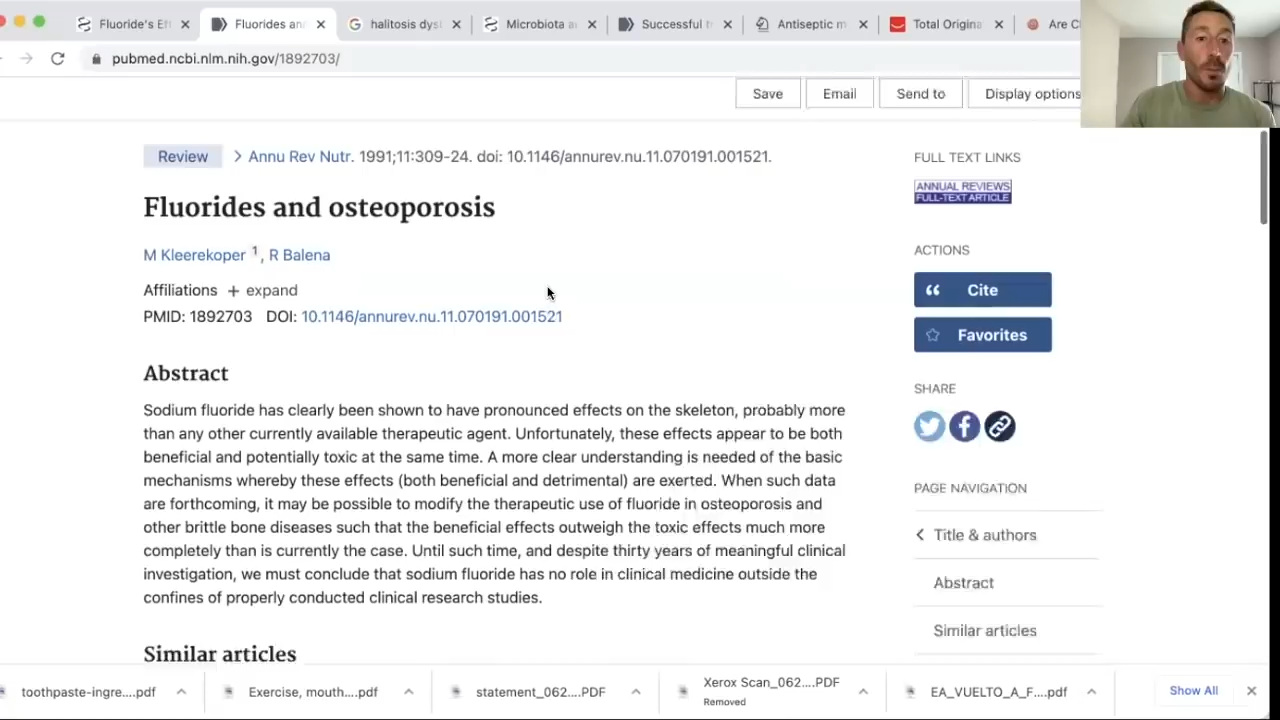 Fluoride's Ef
Fluorides an
halitosis dys
Microbiota a
Successful t
Antiseptic m
Total Origina
Are C
pubmed.ncbi.nlm.nih.gov/1892703/
Save
Email
Send to
Display options
Review
Annu Rev Nutr. 1991;11:309-24. doi: 10.1146/annurev.nu.11.070191.001521.
Fluorides and osteoporosis
M Kleerekoper 1, R Balena
Affiliations + expand
PMID: 1892703 DOI: 10.1146/annurev.nu.11.070191.001521
Abstract
Sodium fluoride has clearly been shown to have pronounced effects on the skeleton, probably more
than any other currently available therapeutic agent. Unfortunately, these effects appear to be both
beneficial and potentially toxic at the same time. A more clear understanding is needed of the basic
mechanisms whereby these effects (both beneficial and detrimental) are exerted. When such data
are forthcoming, it may be possible to modify the therapeutic use of fluoride in osteoporosis and
other brittle bone diseases such that the beneficial effects outweigh the toxic effects much more
completely than is currently the case. Until such time, and despite thirty years of meaningful clinical
investigation, we must conclude that sodium fluoride has no role in clinical medicine outside the
confines of properly conducted clinical research studies.
Similar articles
FULL TEXT LINKS
ANNUAL REVIEWS
FULL-TEXT ARTICLE
ACTIONS
Cite
Favorites
SHARE
PAGE NAVIGATION
Title & authors
Abstract
Similar articles
toothpaste-ingre....pdf
Exercise, mouth....pdf
statement_062....PDF
Xerox Scan_062....PDF
Removed
EA_VUELTO_A_F....pdf
Show All